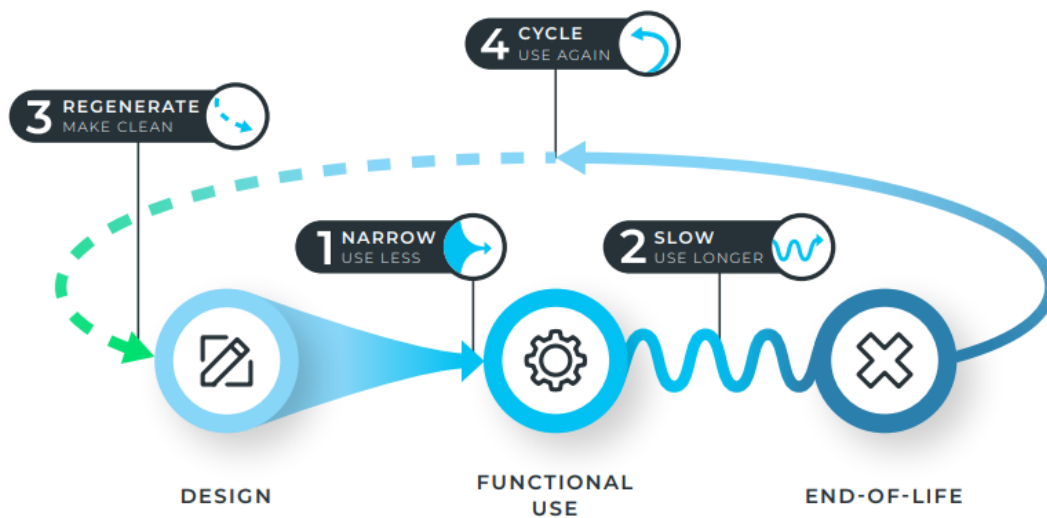 4 CYCLE
USE AGAIN
3 REGENERATE
MAKE CLEAN
1 NARROW
USE LESS
2 SLOW
USE LONGER
DESIGN
FUNCTIONAL
USE
END-OF-LIFE